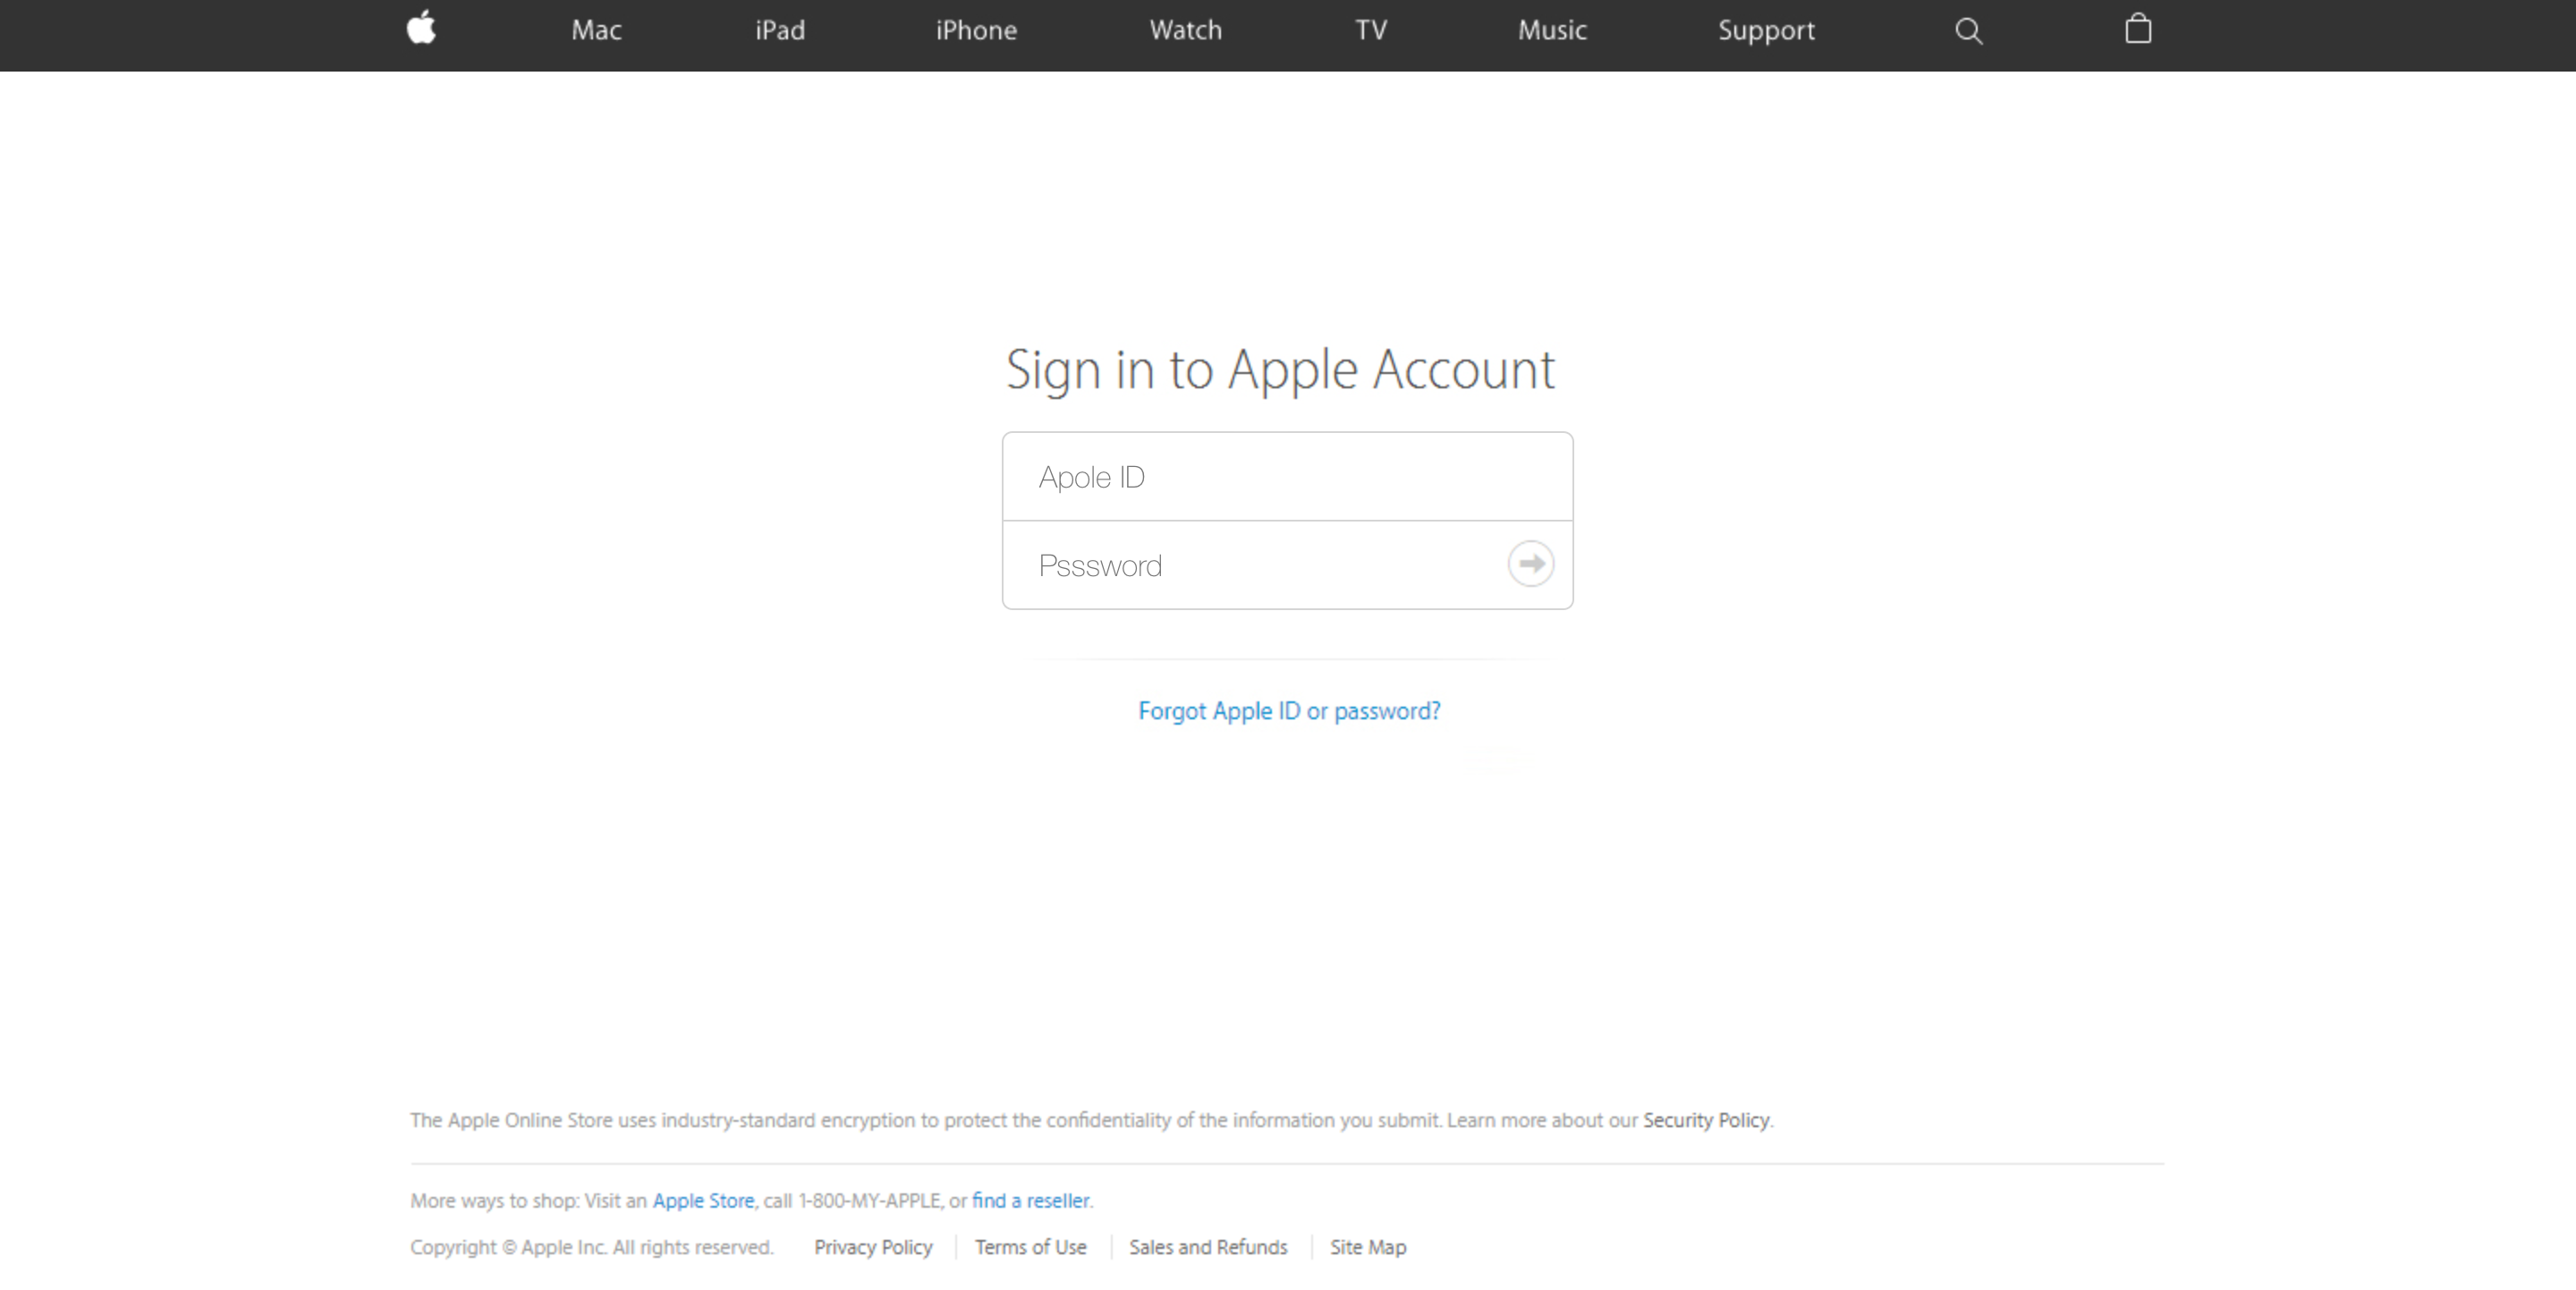 Mac iPad iPhone Watch TV Music Support
Sign in to Apple Account
Apole ID
Psssword
Forgot Apple ID or password?
The Apple Online Store uses industry-standard encryption to protect the confidentiality of the information you submit. Learn more about our Security Policy.
More ways to shop: Visit an Apple Store, call 1-800-MY-APPLE, or find a reseller.
Copyright © Apple Inc. All rights reserved. Privacy Policy Terms of Use Sales and Refunds Site Map